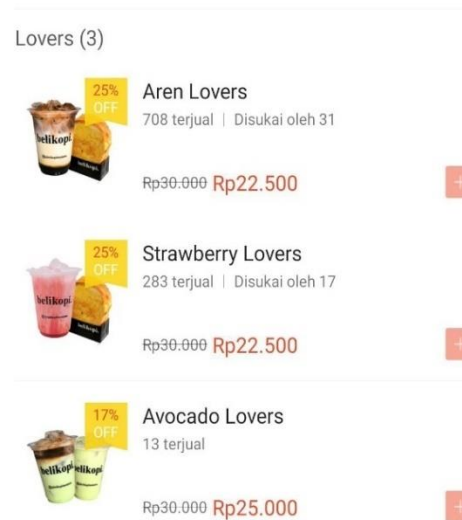 Lovers (3)
25%
OFF
Aren Lovers
708 terjual | Disukai oleh 31
belikopi.
Rp30.000 Rp22.500
+
25%
OFF
Strawberry Lovers
283 terjual | Disukai oleh 17
belikopi.
Rp30.000 Rp22.500
+
17%
OFF
Avocado Lovers
13 terjual
belikopi
elikopi.
Rp30.000 Rp25.000
+